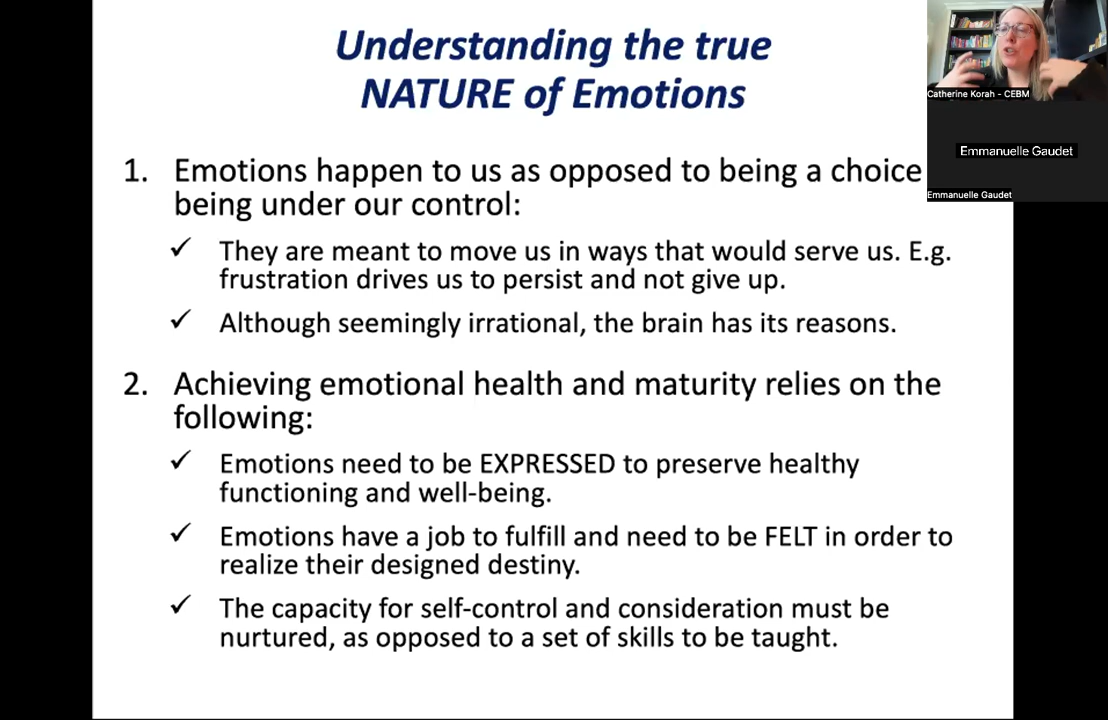 Understanding the true
NATURE of Emotions
Catherine Korah - CEBM
Emmanuelle Gaudet
Emmanuelle Gaudet
1. Emotions happen to us as opposed to being a choice
being under our control:
✓ They are meant to move us in ways that would serve us. E.g.
frustration drives us to persist and not give up.
✓ Although seemingly irrational, the brain has its reasons.
2. Achieving emotional health and maturity relies on the
following:
✓ Emotions need to be EXPRESSED to preserve healthy
functioning and well-being.
✓ Emotions have a job to fulfill and need to be FELT in order to
realize their designed destiny.
✓ The capacity for self-control and consideration must be
nurtured, as opposed to a set of skills to be taught.